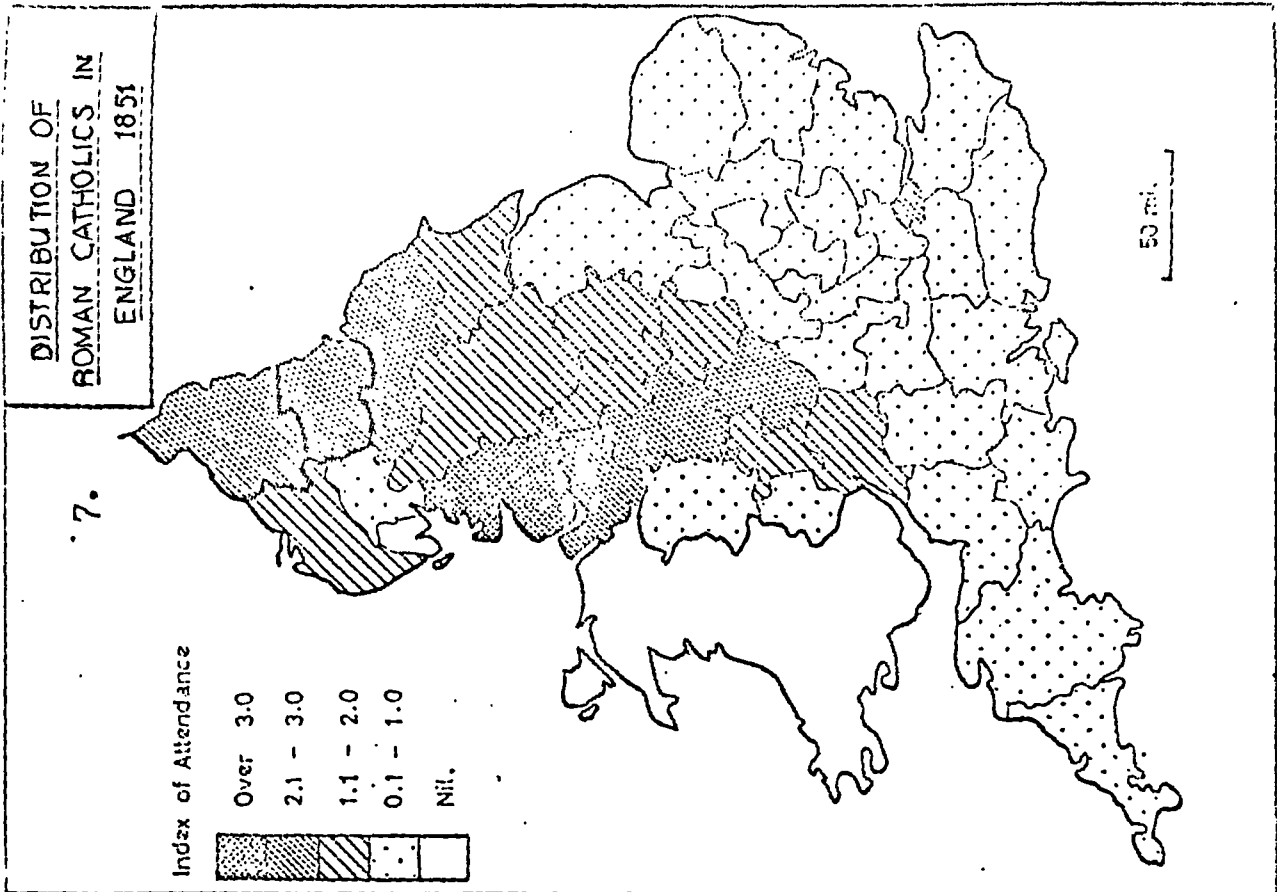 DISTRIBUTION OF
ROMAN CATHOLICS IN
ENGLAND 1851
7.
Index of Attendance
Over 3.0
2.1 - 3.0
1.1 - 2.0
0.1 - 1.0
Nil.
50 mi.